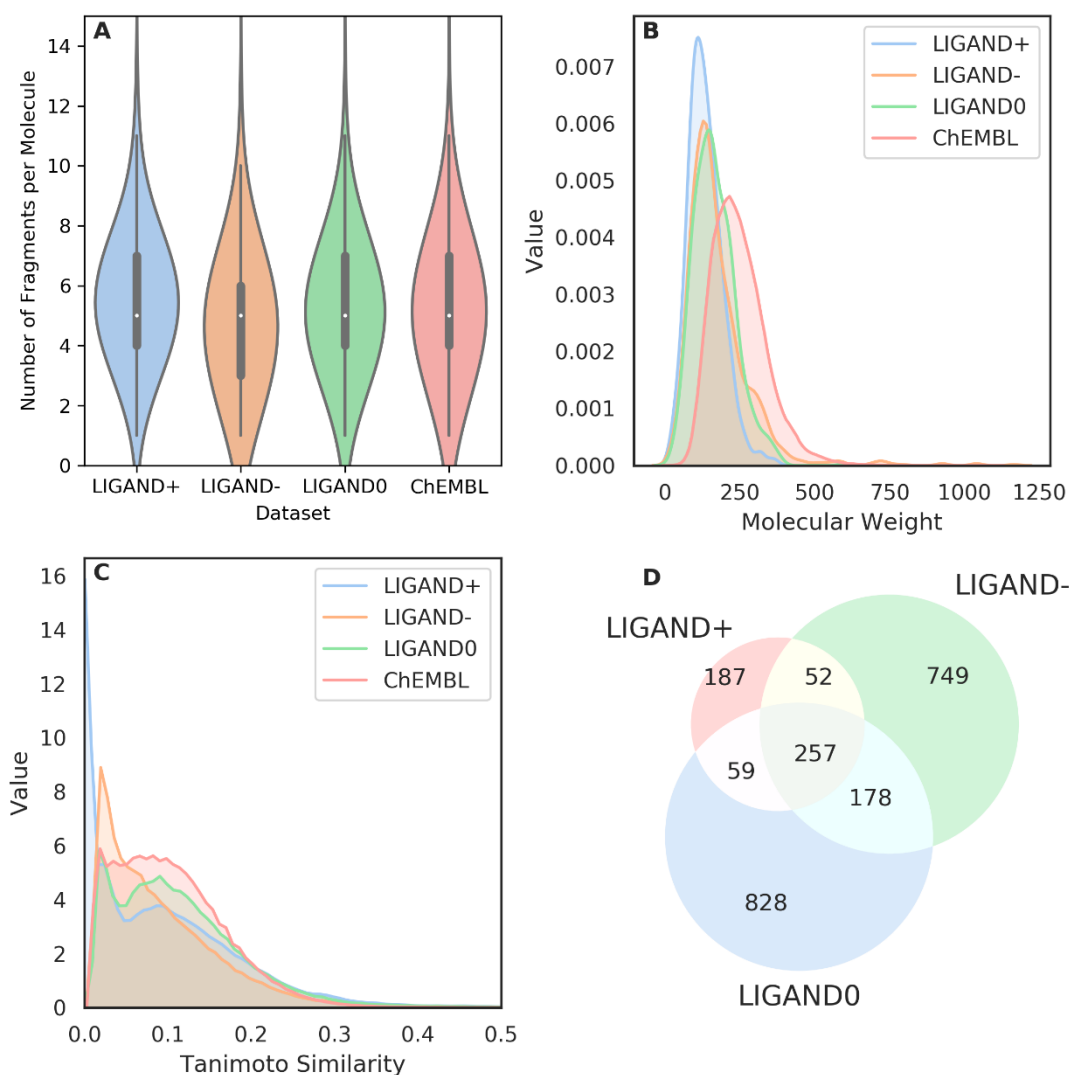 A
Number of Fragments per Molecule
14
12
10
8
6
4
2
0
LIGAND+ LIGAND- LIGAND0 ChEMBL
Dataset
B
LIGAND+
LIGAND-
LIGAND0
ChEMBL
Value
0.007
0.006
0.005
0.004
0.003
0.002
0.001
0.000
0 250 500 750 1000 1250
Molecular Weight
C
LIGAND+
LIGAND-
LIGAND0
ChEMBL
Value
16
14
12
10
8
6
4
2
0
0.0 0.1 0.2 0.3 0.4 0.5
Tanimoto Similarity
D
LIGAND-
LIGAND+
187 52 749
257
59
178
828
LIGAND0